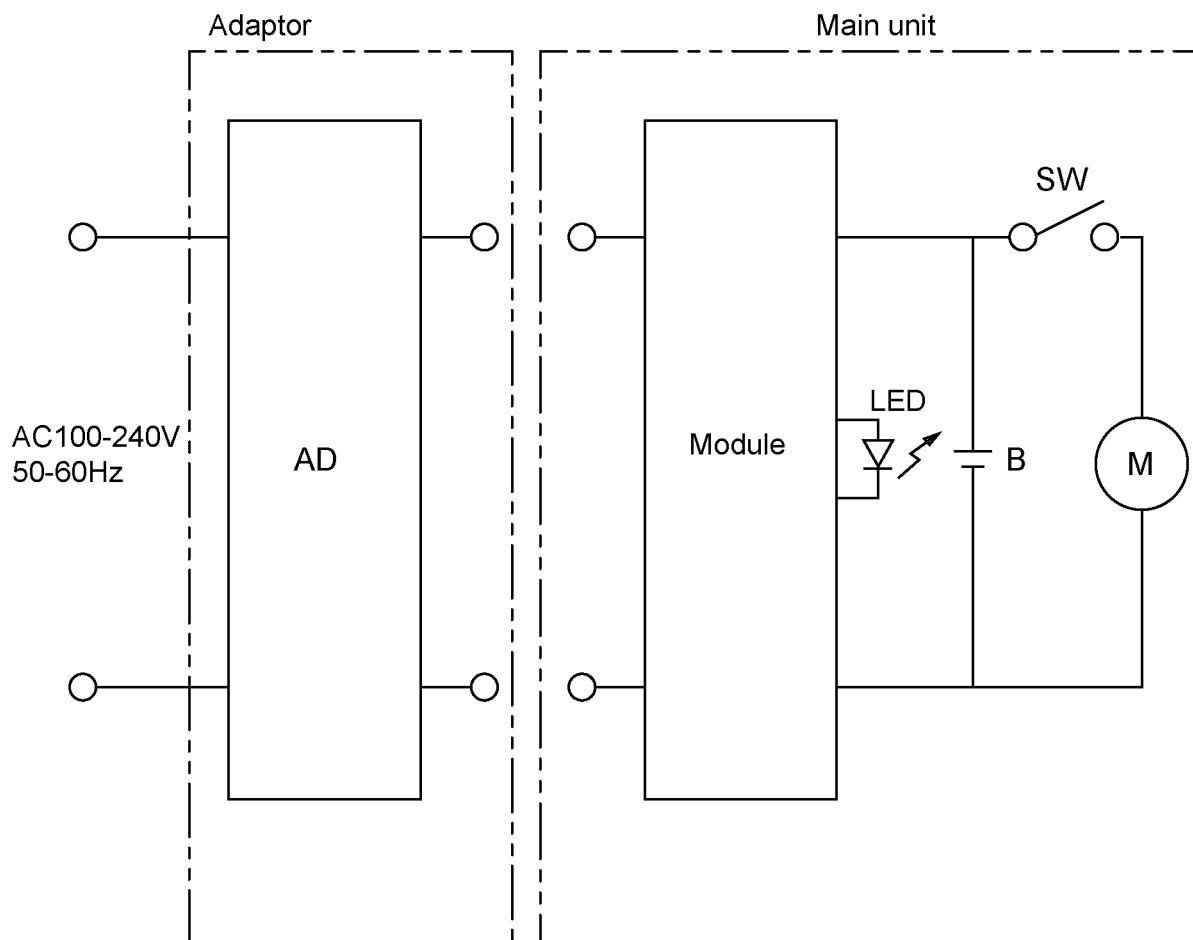 Adaptor
Main unit
SW
AC100-240V
50-60Hz
AD
Module
LED
B
M